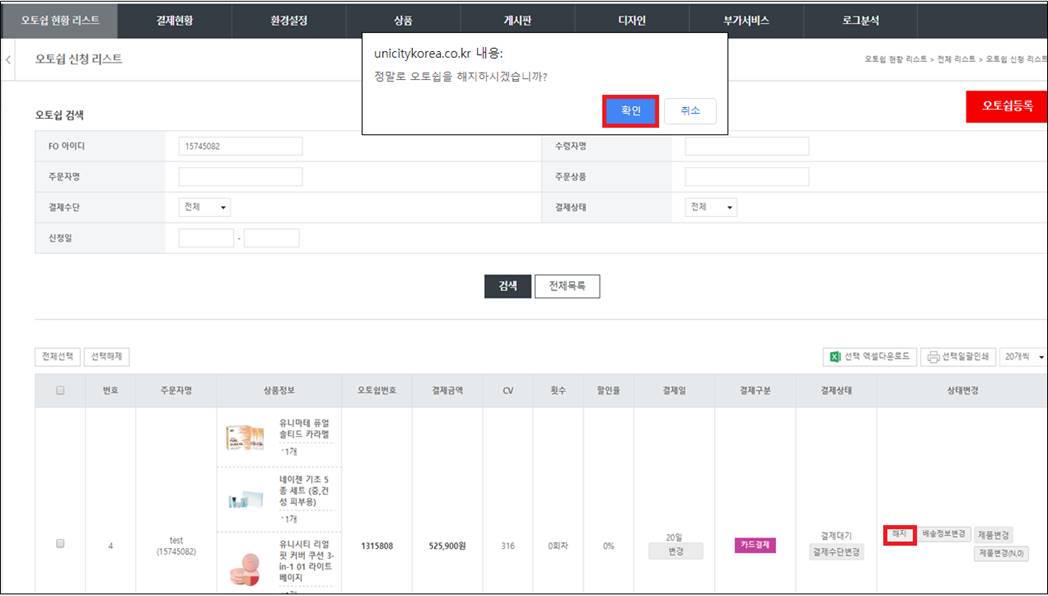 오토쉽 현황 리스트 결제현황 환경설정 상품 게시판 디자인 부가서비스 로그분석
unicitykorea.co.kr 내용:
정말로 오토쉽을 해지하시겠습니까?
확인 취소
오토쉽 신청 리스트
오토쉽 현황 리스트 > 전체 리스트 > 오토쉽 신청 리스트
오토쉽등록
오토쉽 검색
FO 아이디 15745082 수령자명
주문자명 주문상품
결제수단 전체 결제상태 전체
신청일 -
검색 전체목록
전체선택 선택해제 선택 엑셀다운로드 선택일괄인쇄 20개씩
번호 주문자명 상품정보 오토쉽번호 결제금액 CV 횟수 할인율 결제일 결제구분 결제상태 상태변경
유니마테 퓨얼
솔티드 카라멜
1개
네이젠 기초 5
종 세트 (중,건
성 피부용)
1개
4
test
(15745082)
유니시티 리얼
핏 커버 쿠션 3-
in-1 01 라이트
베이지
1개
1315808 525,900원 316 0회차 0%
20일
변경
카드결제
결제대기
결제수단변경
해지 배송정보변경 제품변경
제품변경(N,0)